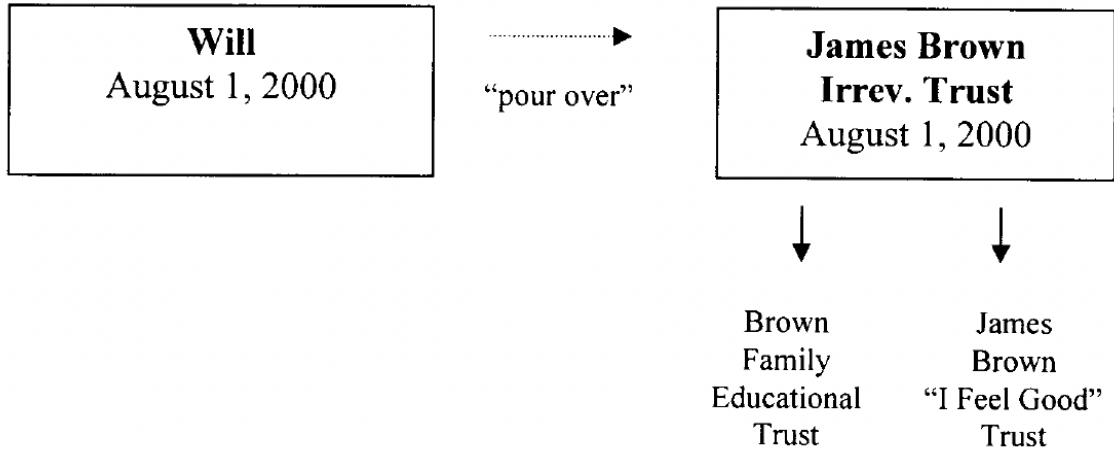 Will
August 1, 2000
“pour over”
James Brown
Irrev. Trust
August 1, 2000
Brown
Family
Educational
Trust
James
Brown
“I Feel Good”
Trust